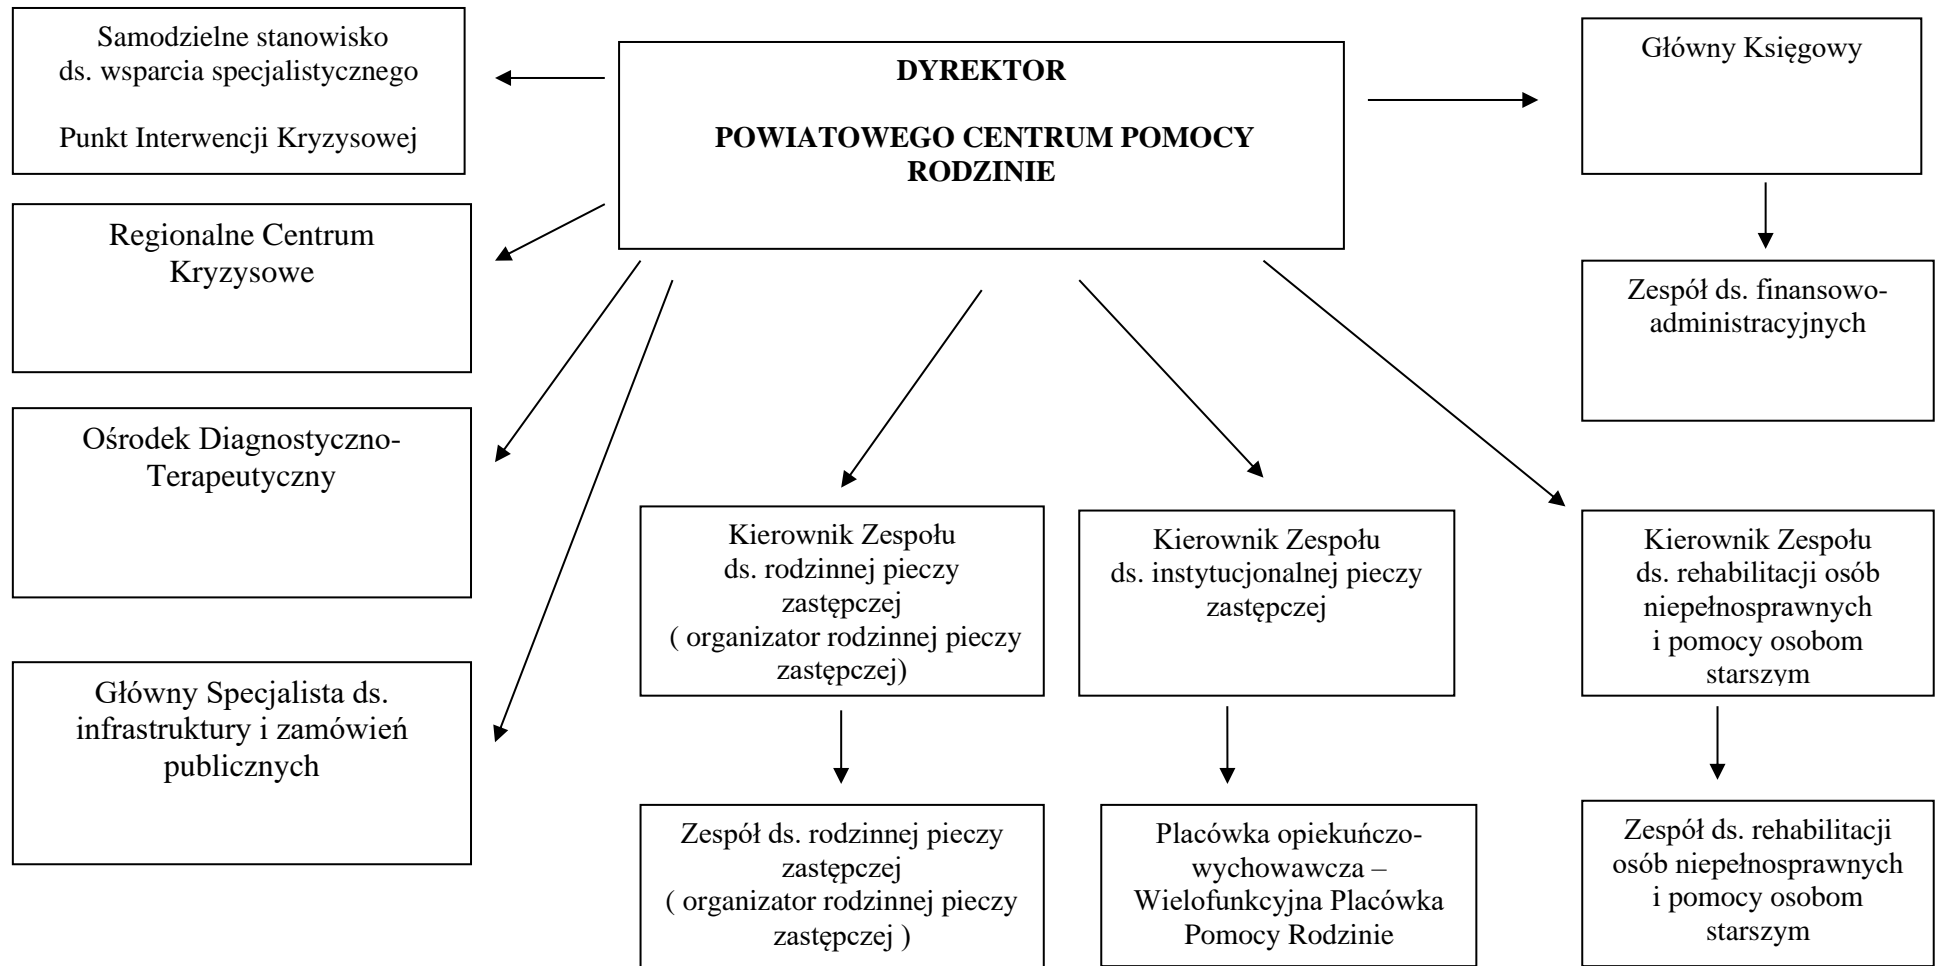 Samodzielne stanowisko
ds. wsparcia specjalistycznego
Punkt Interwencji Kryzysowej
DYREKTOR
POWIATOWEGO CENTRUM POMOCY
RODZINIE
Główny Księgowy
Regionalne Centrum
Kryzysowe
Zespół ds. finansowo-
administracyjnych
Ośrodek Diagnostyczno-
Terapeutyczny
Główny Specjalista ds.
infrastruktury i zamówień
publicznych
Kierownik Zespołu
ds. rodzinnej pieczy
zastępczej
( organizator rodzinnej pieczy
zastępczej)
Kierownik Zespołu
ds. instytucjonalnej pieczy
zastępczej
Kierownik Zespołu
ds. rehabilitacji osób
niepełnosprawnych
i pomocy osobom
starszym
Zespół ds. rodzinnej pieczy
zastępczej
( organizator rodzinnej pieczy
zastępczej )
Placówka opiekuńczo-
wychowawcza –
Wielofunkcyjna Placówka
Pomocy Rodzinie
Zespół ds. rehabilitacji
osób niepełnosprawnych
i pomocy osobom
starszym